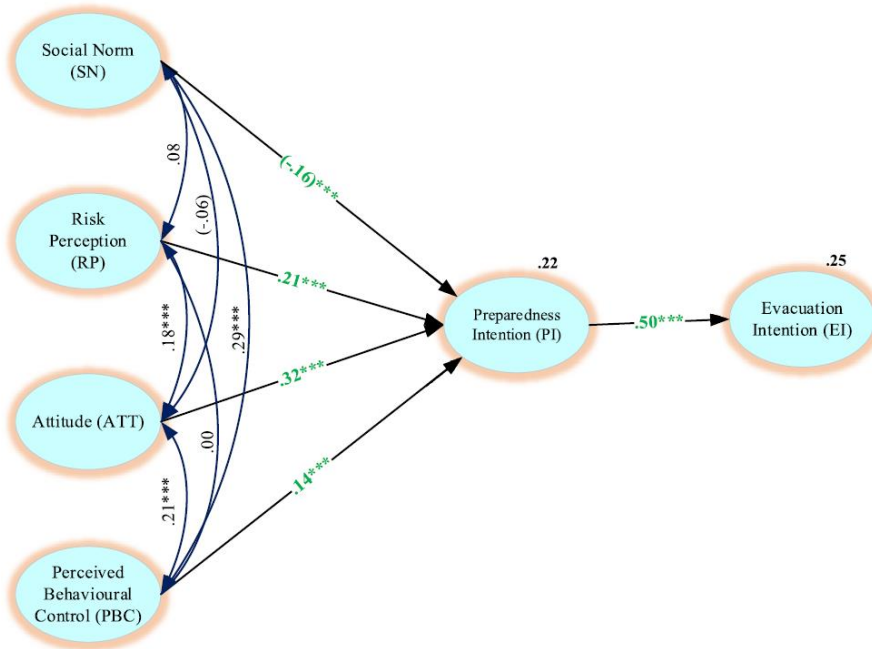 Social Norm
(SN)
.08
(-.16)***
Risk
Perception
(RP)
(-.06)
.21***
.22
.25
Preparedness
Intention (PI)
.50***
Evacuation
Intention (EI)
.18***
.29***
.32***
Attitude (ATT)
.00
.21***
.14***
Perceived
Behavioural
Control (PBC)